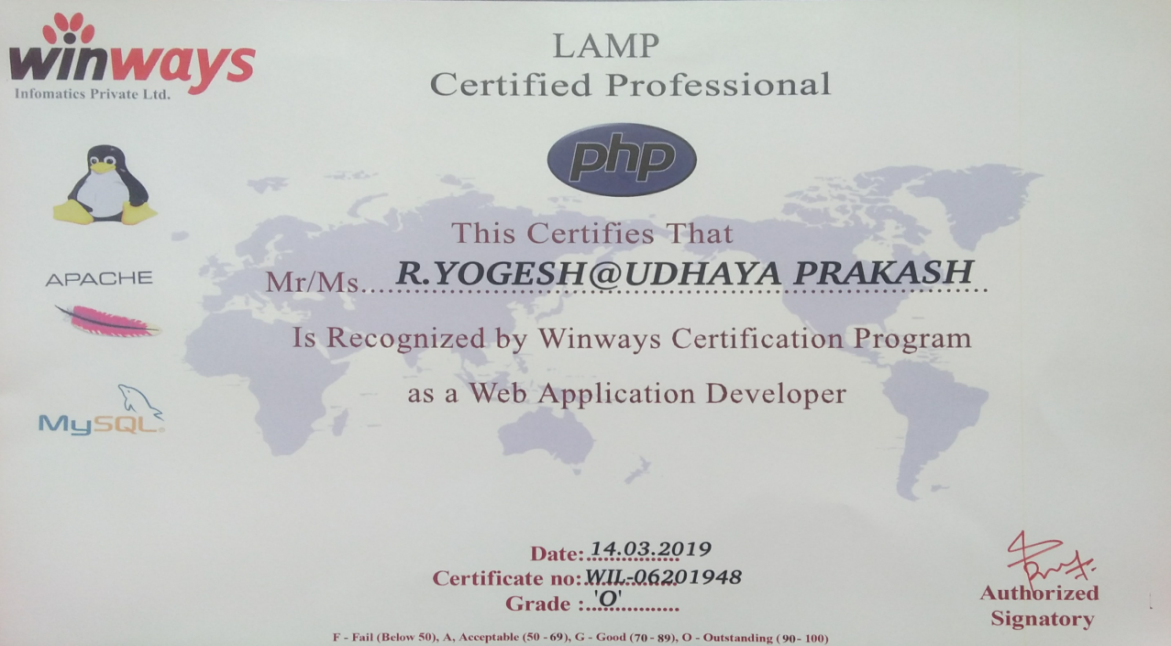 winways
Infomatics Private Ltd.
LAMP
Certified Professional
php
This Certifies That
Mr/Ms....R.YOGESH@UDHAYA PRAKASH
APACHE
Is Recognized by Winways Certification Program
as a Web Application Developer
MySQL®
Date: 14.03.2019
Certificate no: WIL-06201948
Grade : 'O'
Authorized
Signatory
F - Fail (Below 50), A, Acceptable (50 - 69), G - Good (70 - 89), O - Outstanding (90 - 100)